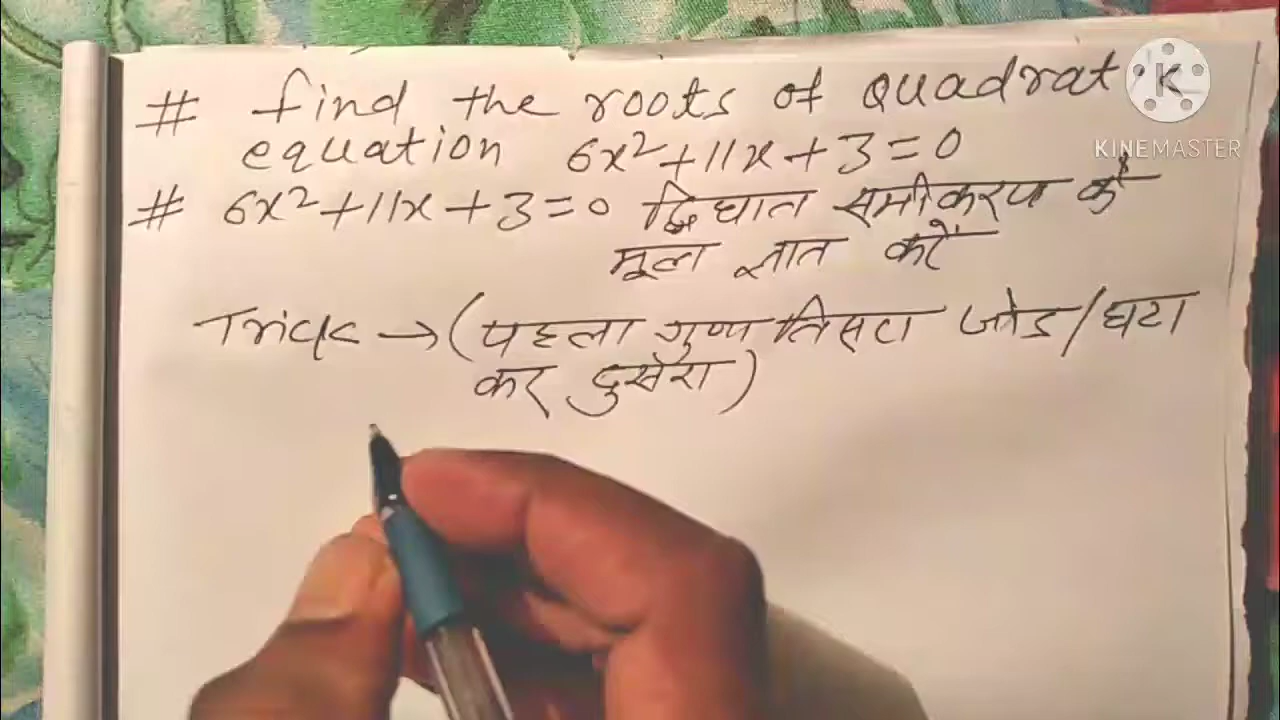 # find the roots of quadrat
equation 6x²+11x+3=0
# 6x²+11x+3=0 द्विघात समीकरण के
मूल ज्ञात करें
Trick → (पहला गुणा तिसरा जोड/घटा
कर दुसरा)
K
KINEMASTER